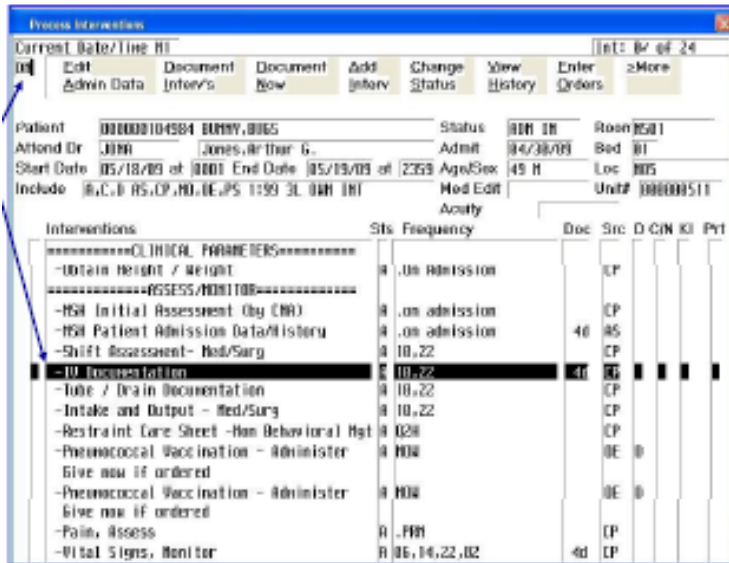 Process Interventions
Current Date/Time MI Int: of 24
Edit Document Document Add Change View Enter >More
Admin Data Interv's Now Interv Status History Orders
Patient BUNNY,BUGS Status ADM IN Room MS01
Attend Dr Jones,Arthur G. Admit 04/30/09 Bed 01
Start Date 05/18/09 at 0001 End Date 05/19/09 at 2359 Age/Sex 49 M Loc
Include Med Edit Unit#
Acuity
Interventions Sts Frequency Doc Src D C/N KI Prt
===========CLINICAL PARAMETERS==========
-Obtain Height / Weight A .On Admission CP
==============ASSESS/MONITOR=============
-MSH Initial Assessment (by CNA) A .on admission CP
-MSH Patient Admission Data/History A .on admission 4d AS
-Shift Assessment- Med/Surg A 10,22 CP
-IV Documentation A 10,22 4d CP
-Tube / Drain Documentation A 10,22 CP
-Intake and Output - Med/Surg A 10,22 CP
-Restraint Care Sheet -Non Behavioral Mgt A Q2H CP
-Pneumococcal Vaccination - Administer A NOW OE D
Give now if ordered
-Pneumococcal Vaccination - Administer A NOW OE D
Give now if ordered
-Pain, Assess A .PRN CP
-Vital Signs, Monitor A 06,14,22,02 4d CP